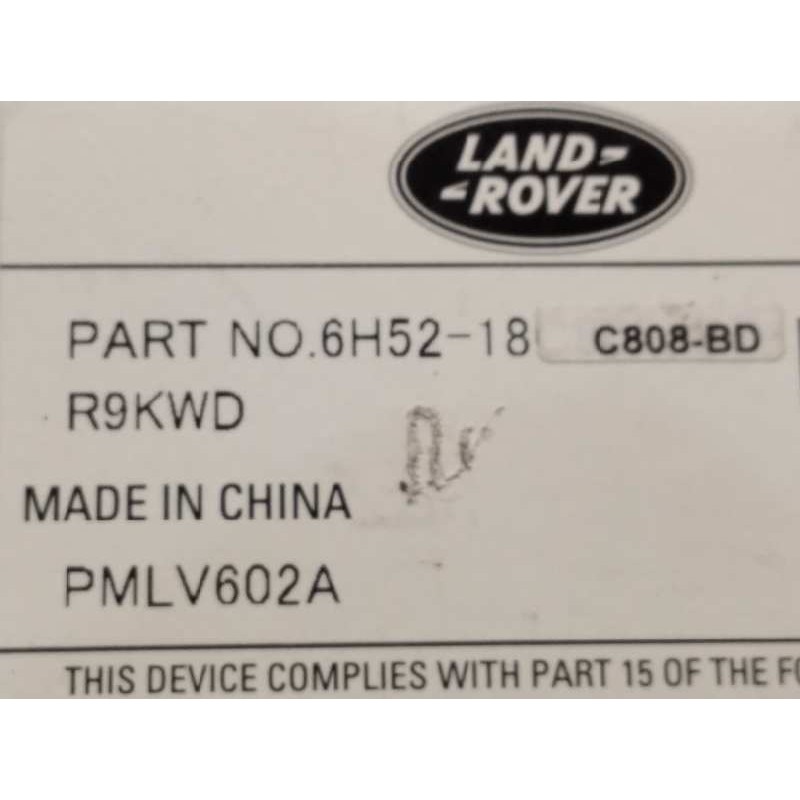 LAND-
-ROVER
PART NO.6H52-18 C808-BD
R9KWD
MADE IN CHINA
PMLV602A
THIS DEVICE COMPLIES WITH PART 15 OF THE